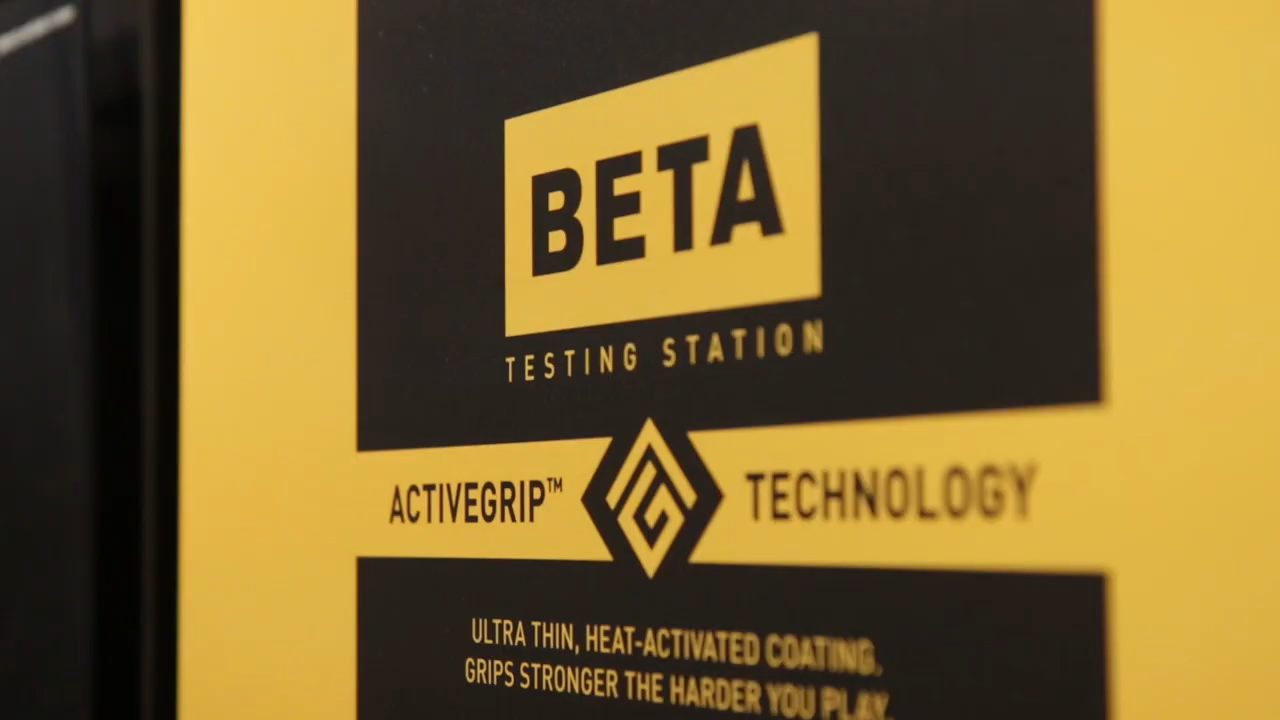 BETA
TESTING STATION
ACTIVEGRIP™ TECHNOLOGY
ULTRA THIN, HEAT-ACTIVATED COATING.
GRIPS STRONGER THE HARDER YOU PLAY.